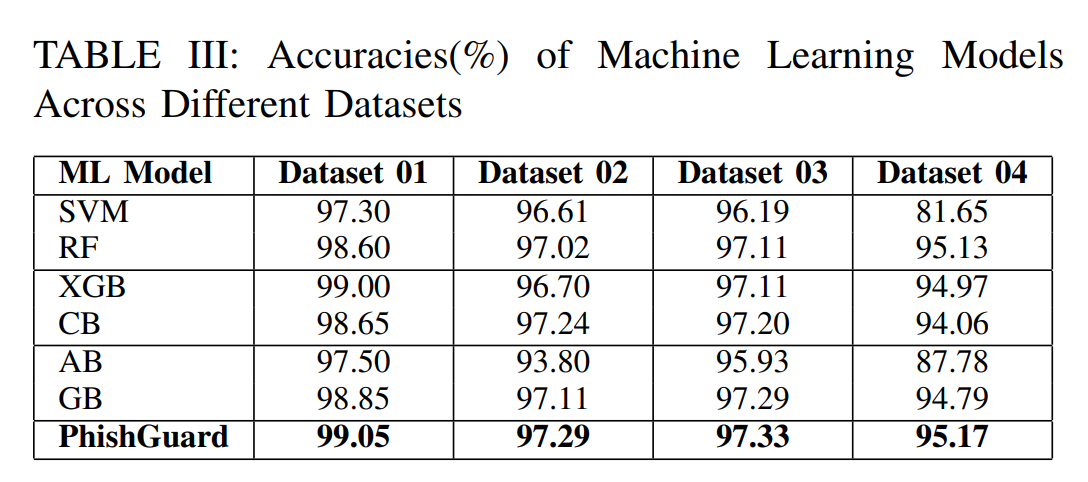 TABLE III: Accuracies(%) of Machine Learning Models
Across Different Datasets
ML Model Dataset 01 Dataset 02 Dataset 03 Dataset 04
SVM 97.30 96.61 96.19 81.65
RF 98.60 97.02 97.11 95.13
XGB 99.00 96.70 97.11 94.97
CB 98.65 97.24 97.20 94.06
AB 97.50 93.80 95.93 87.78
GB 98.85 97.11 97.29 94.79
PhishGuard 99.05 97.29 97.33 95.17